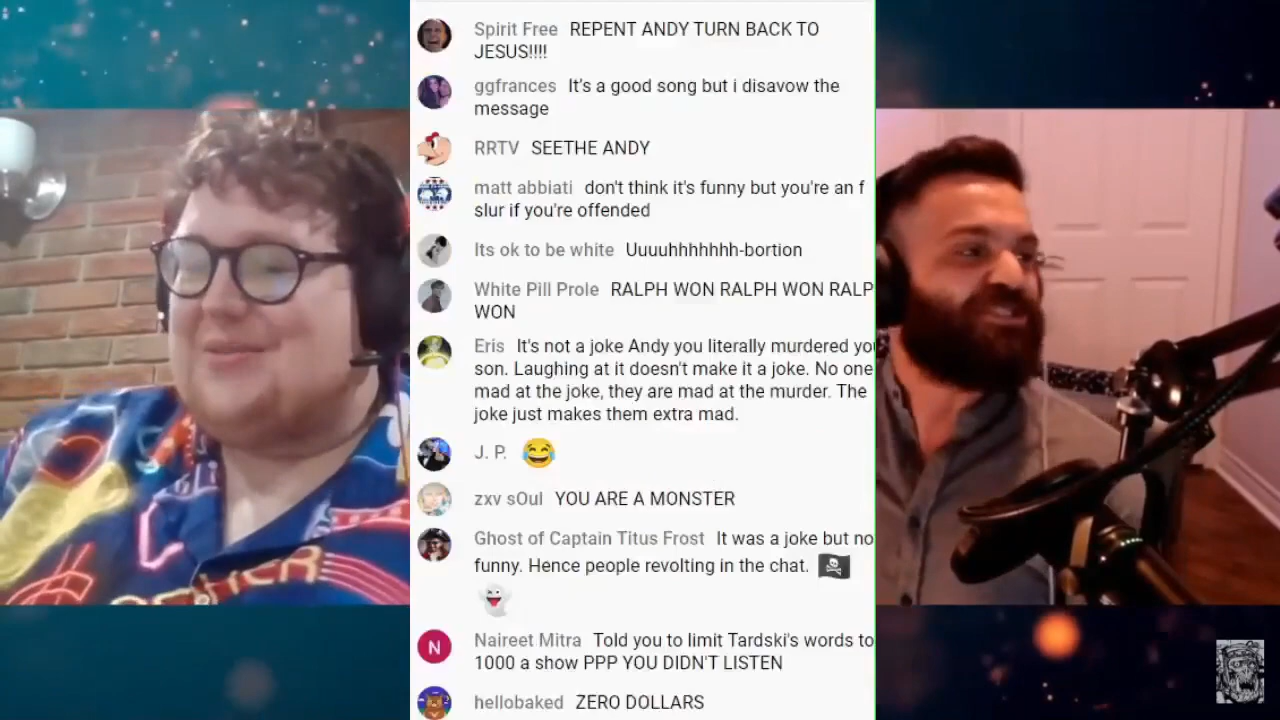 Spirit Free REPENT ANDY TURN BACK TO
JESUS!!!!
ggfrances It's a good song but i disavow the
message
RRTV SEETHE ANDY
matt abbiati don't think it's funny but you're an f
slur if you're offended
Its ok to be white Uuuuhhhhhhh-bortion
White Pill Prole RALPH WON RALPH WON RALP
WON
Eris It's not a joke Andy you literally murdered you
son. Laughing at it doesn't make it a joke. No one
mad at the joke, they are mad at the murder. The
joke just makes them extra mad.
J. P.
zxv sOul YOU ARE A MONSTER
Ghost of Captain Titus Frost It was a joke but no
funny. Hence people revolting in the chat.
N Naireet Mitra Told you to limit Tardski's words to
1000 a show PPP YOU DIDN'T LISTEN
hellobaked ZERO DOLLARS